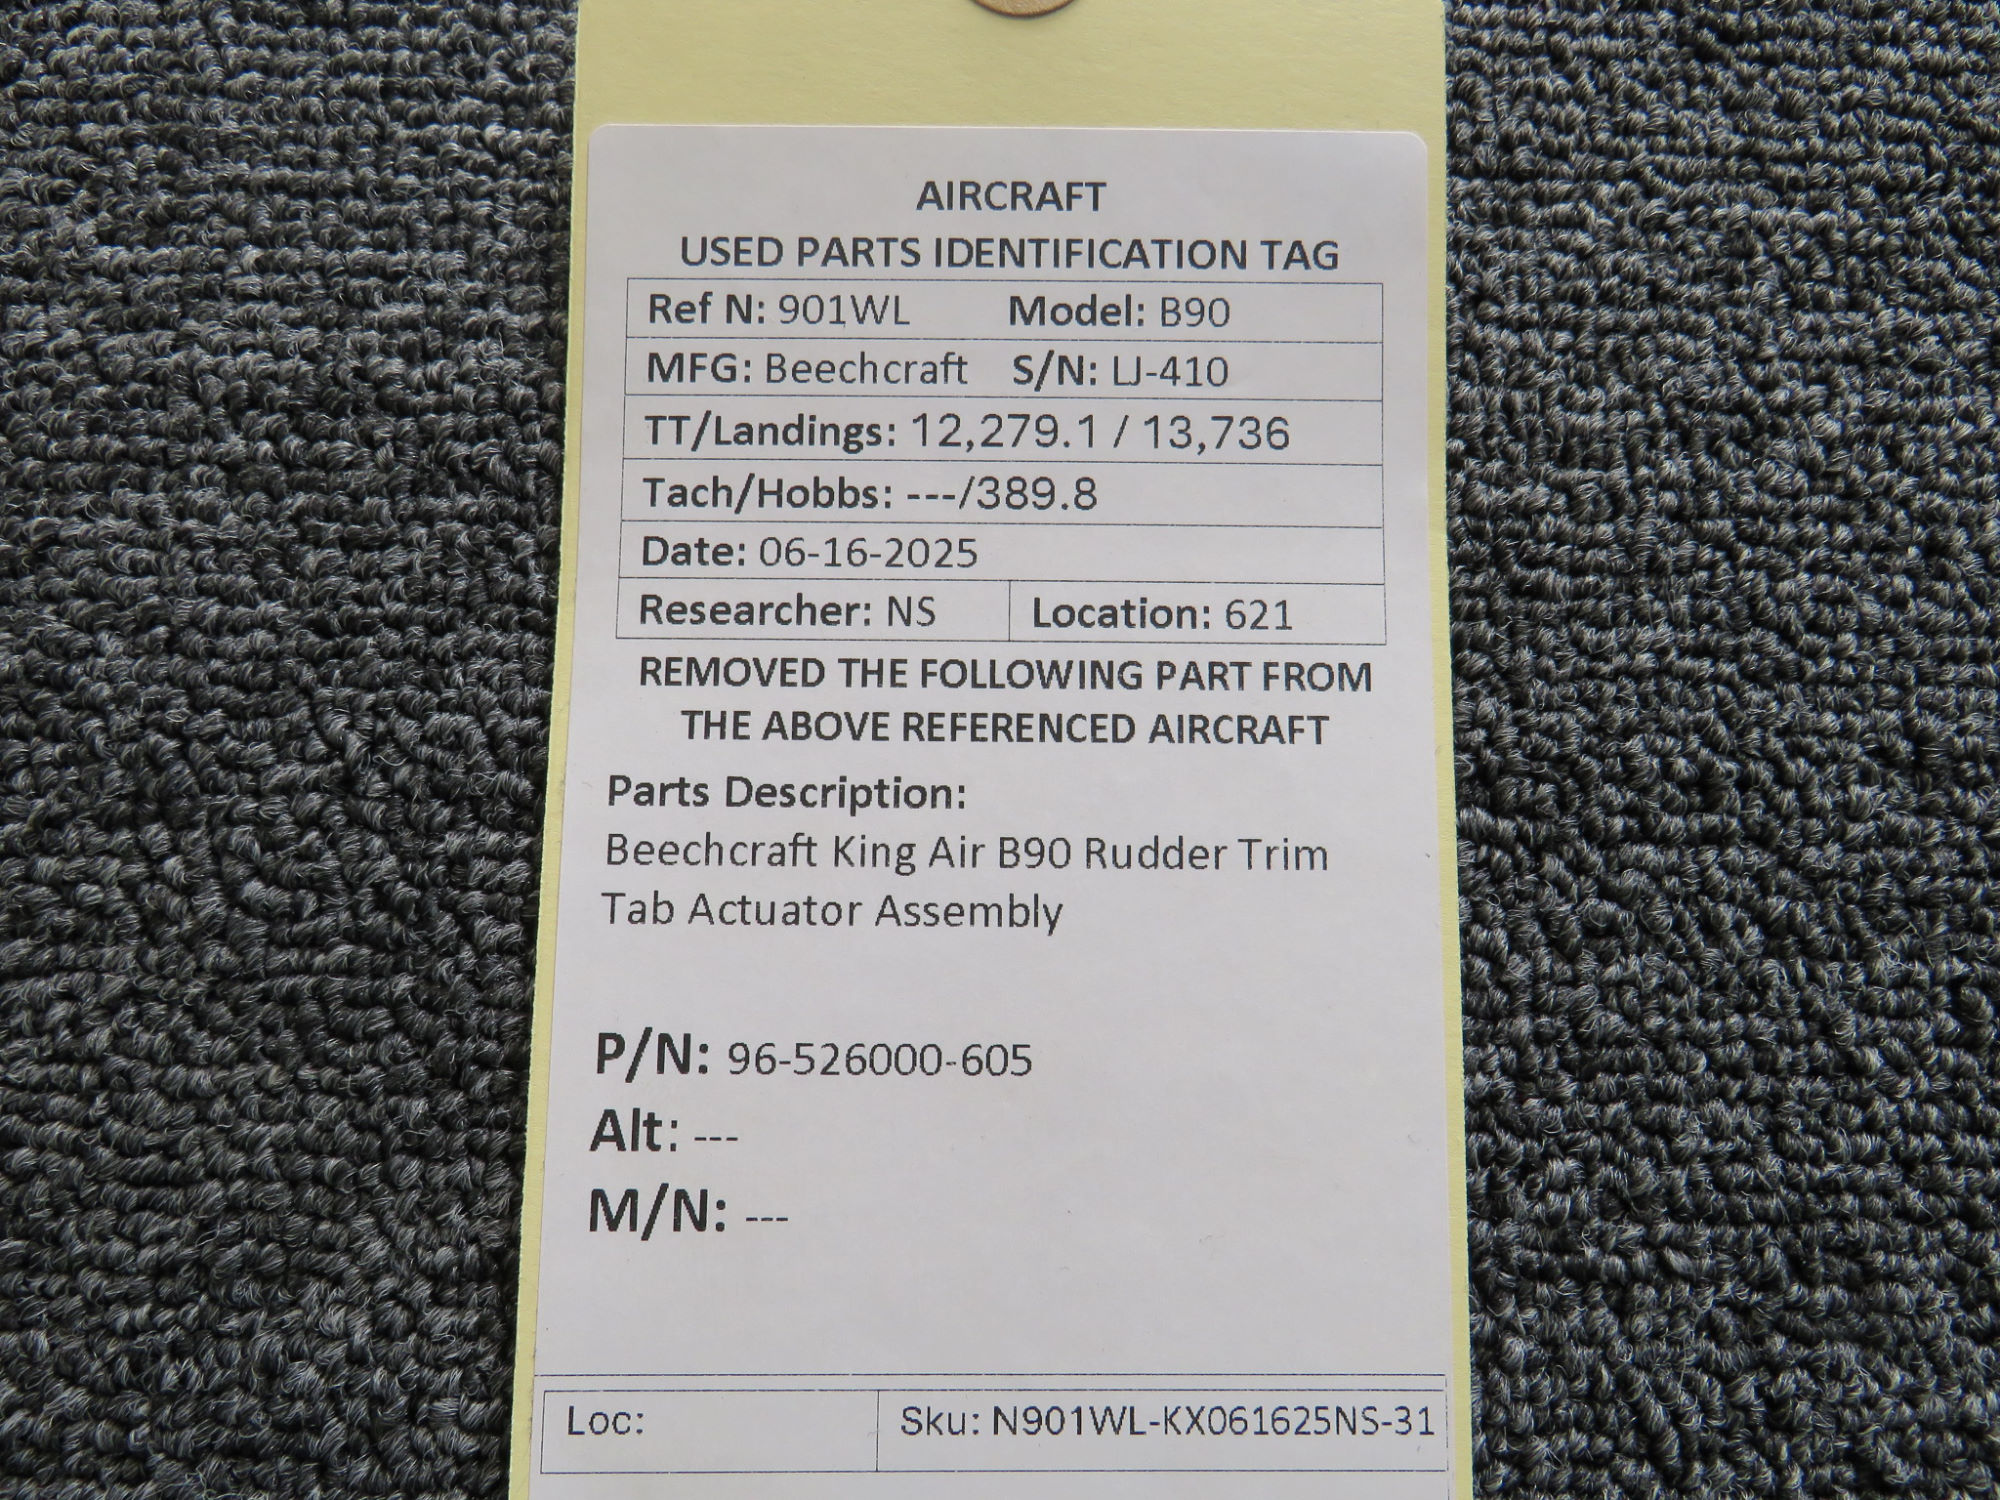 AIRCRAFT
USED PARTS IDENTIFICATION TAG
Ref N: 901WL Model: B90
MFG: Beechcraft S/N: LJ-410
TT/Landings: 12,279.1 / 13,736
Tach/Hobbs: ---/389.8
Date: 06-16-2025
Researcher: NS Location: 621
REMOVED THE FOLLOWING PART FROM
THE ABOVE REFERENCED AIRCRAFT
Parts Description:
Beechcraft King Air B90 Rudder Trim
Tab Actuator Assembly
P/N: 96-526000-605
Alt: ---
M/N: ---
Loc: Sku: N901WL-KX061625NS-31